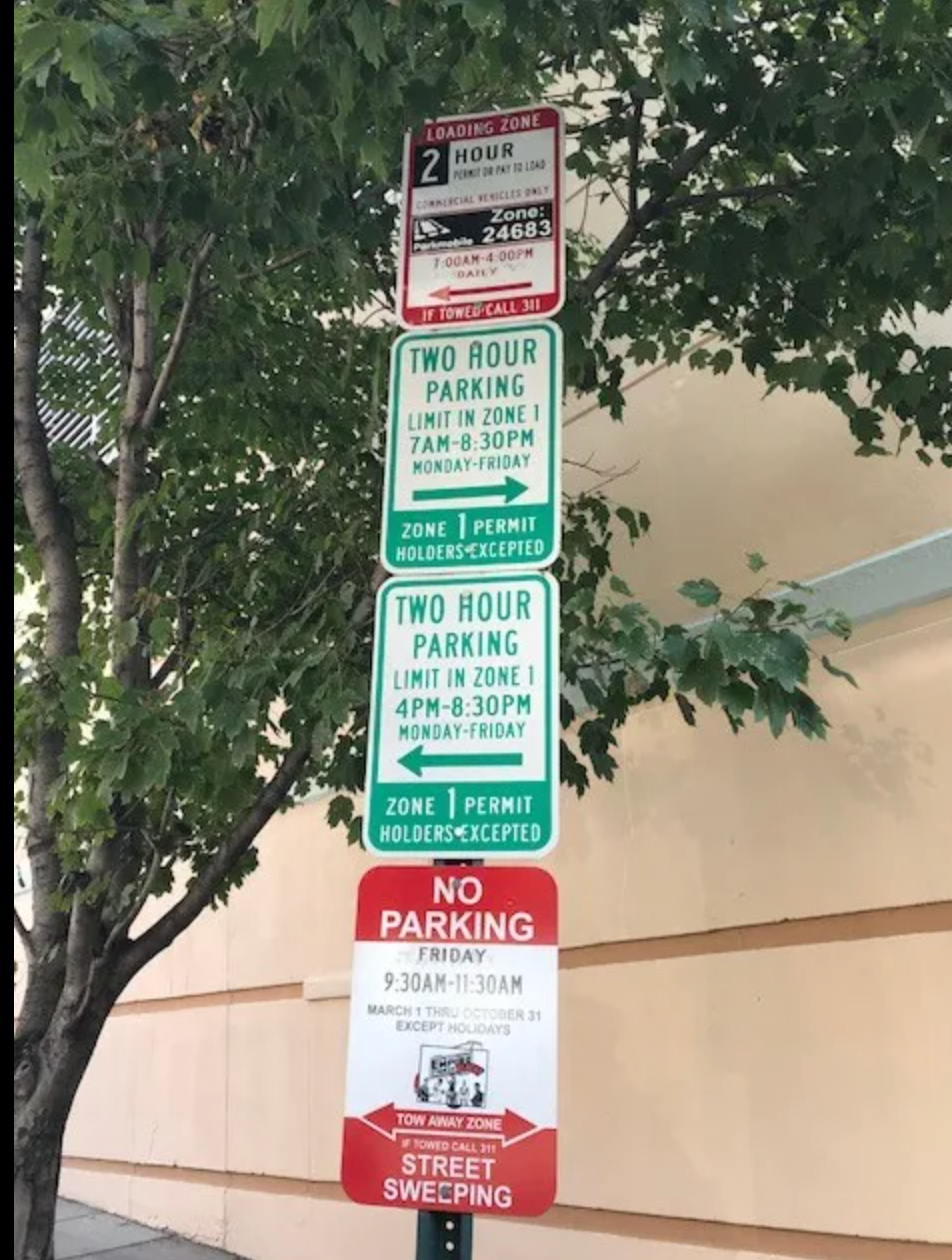 LOADING ZONE
2 HOUR
PERMIT OR PAY TO LOAD
COMMERCIAL VEHICLES ONLY
Parkmobile
Zone:
24683
7:00AM-4:00PM
DAILY
IF TOWED CALL 311
TWO HOUR
PARKING
LIMIT IN ZONE 1
7AM-8:30PM
MONDAY-FRIDAY
ZONE 1 PERMIT
HOLDERS EXCEPTED
TWO HOUR
PARKING
LIMIT IN ZONE 1
4PM-8:30PM
MONDAY-FRIDAY
ZONE 1 PERMIT
HOLDERS EXCEPTED
NO
PARKING
FRIDAY
9:30AM-11:30AM
MARCH 1 THRU OCTOBER 31
EXCEPT HOLIDAYS
TOW AWAY ZONE
IF TOWED CALL 311
STREET
SWEEPING